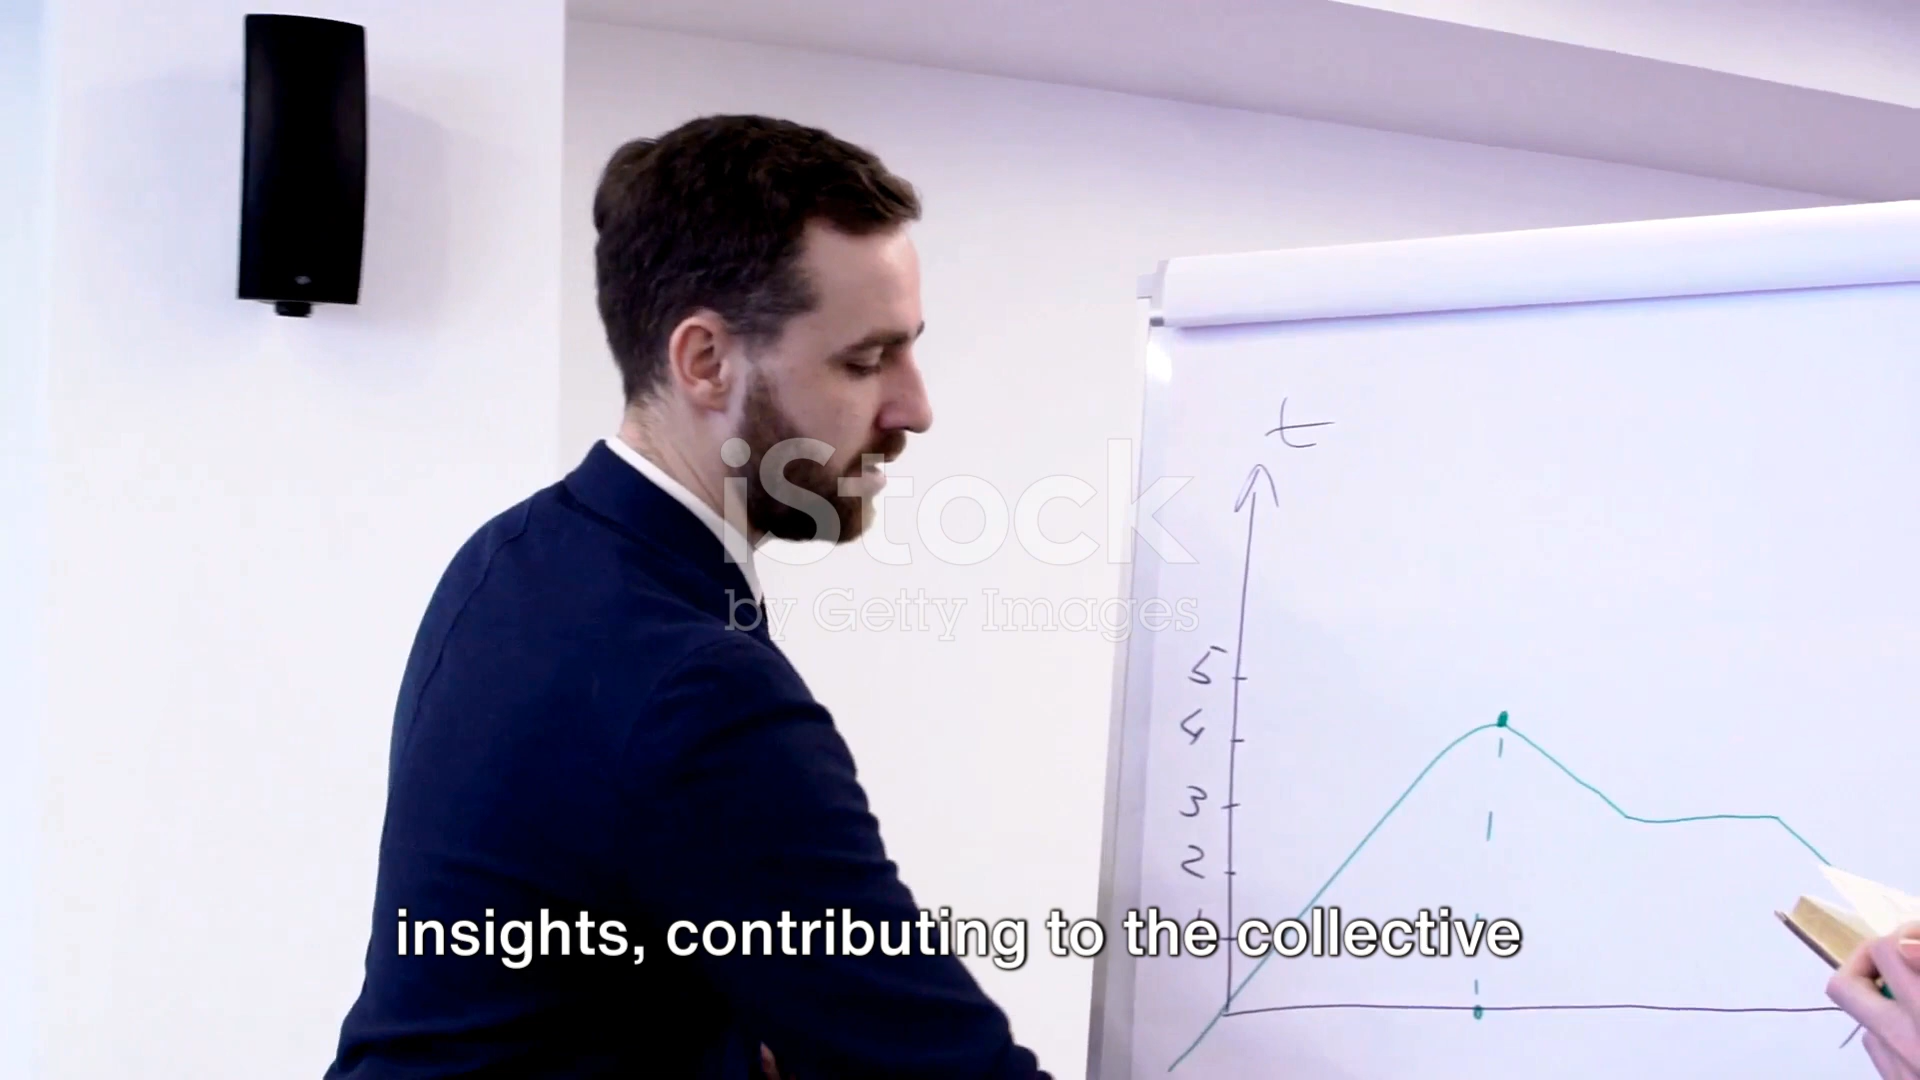 iStock
by Getty Images
t
5
4
3
2
insights, contributing to the collective